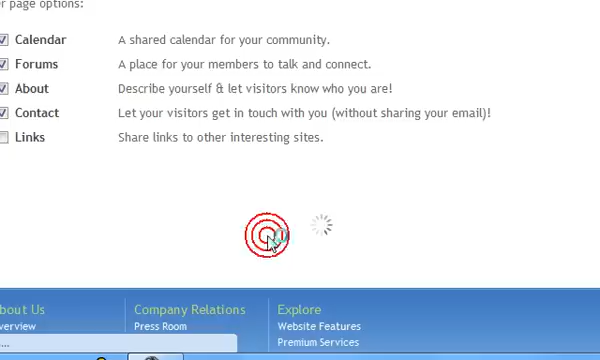 er page options:
Calendar A shared calendar for your community.
Forums A place for your members to talk and connect.
About Describe yourself & let visitors know who you are!
Contact Let your visitors get in touch with you (without sharing your email)!
Links Share links to other interesting sites.
bout Us Company Relations Explore
verview Press Room Website Features
... Premium Services